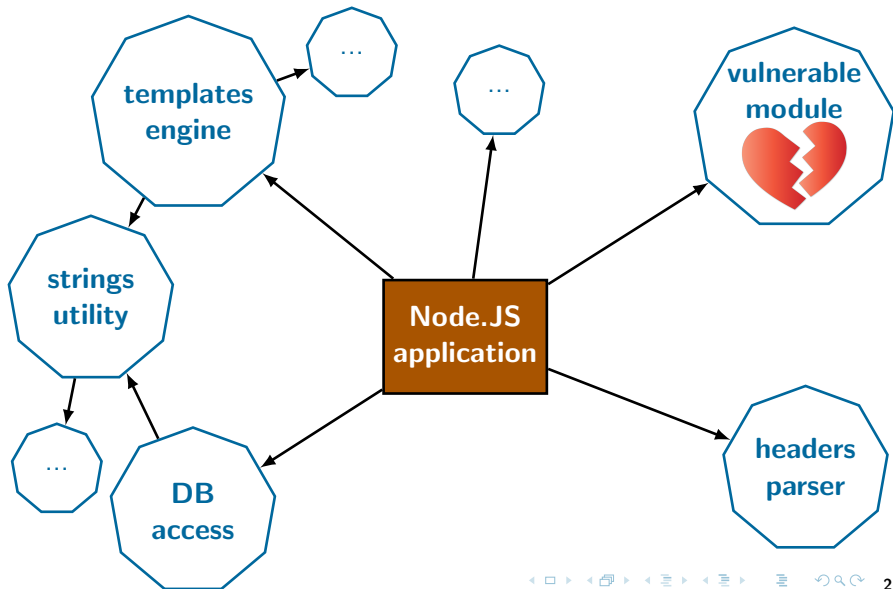 templates
engine
...
...
vulnerable
module
strings
utility
Node.JS
application
...
DB
access
headers
parser
2